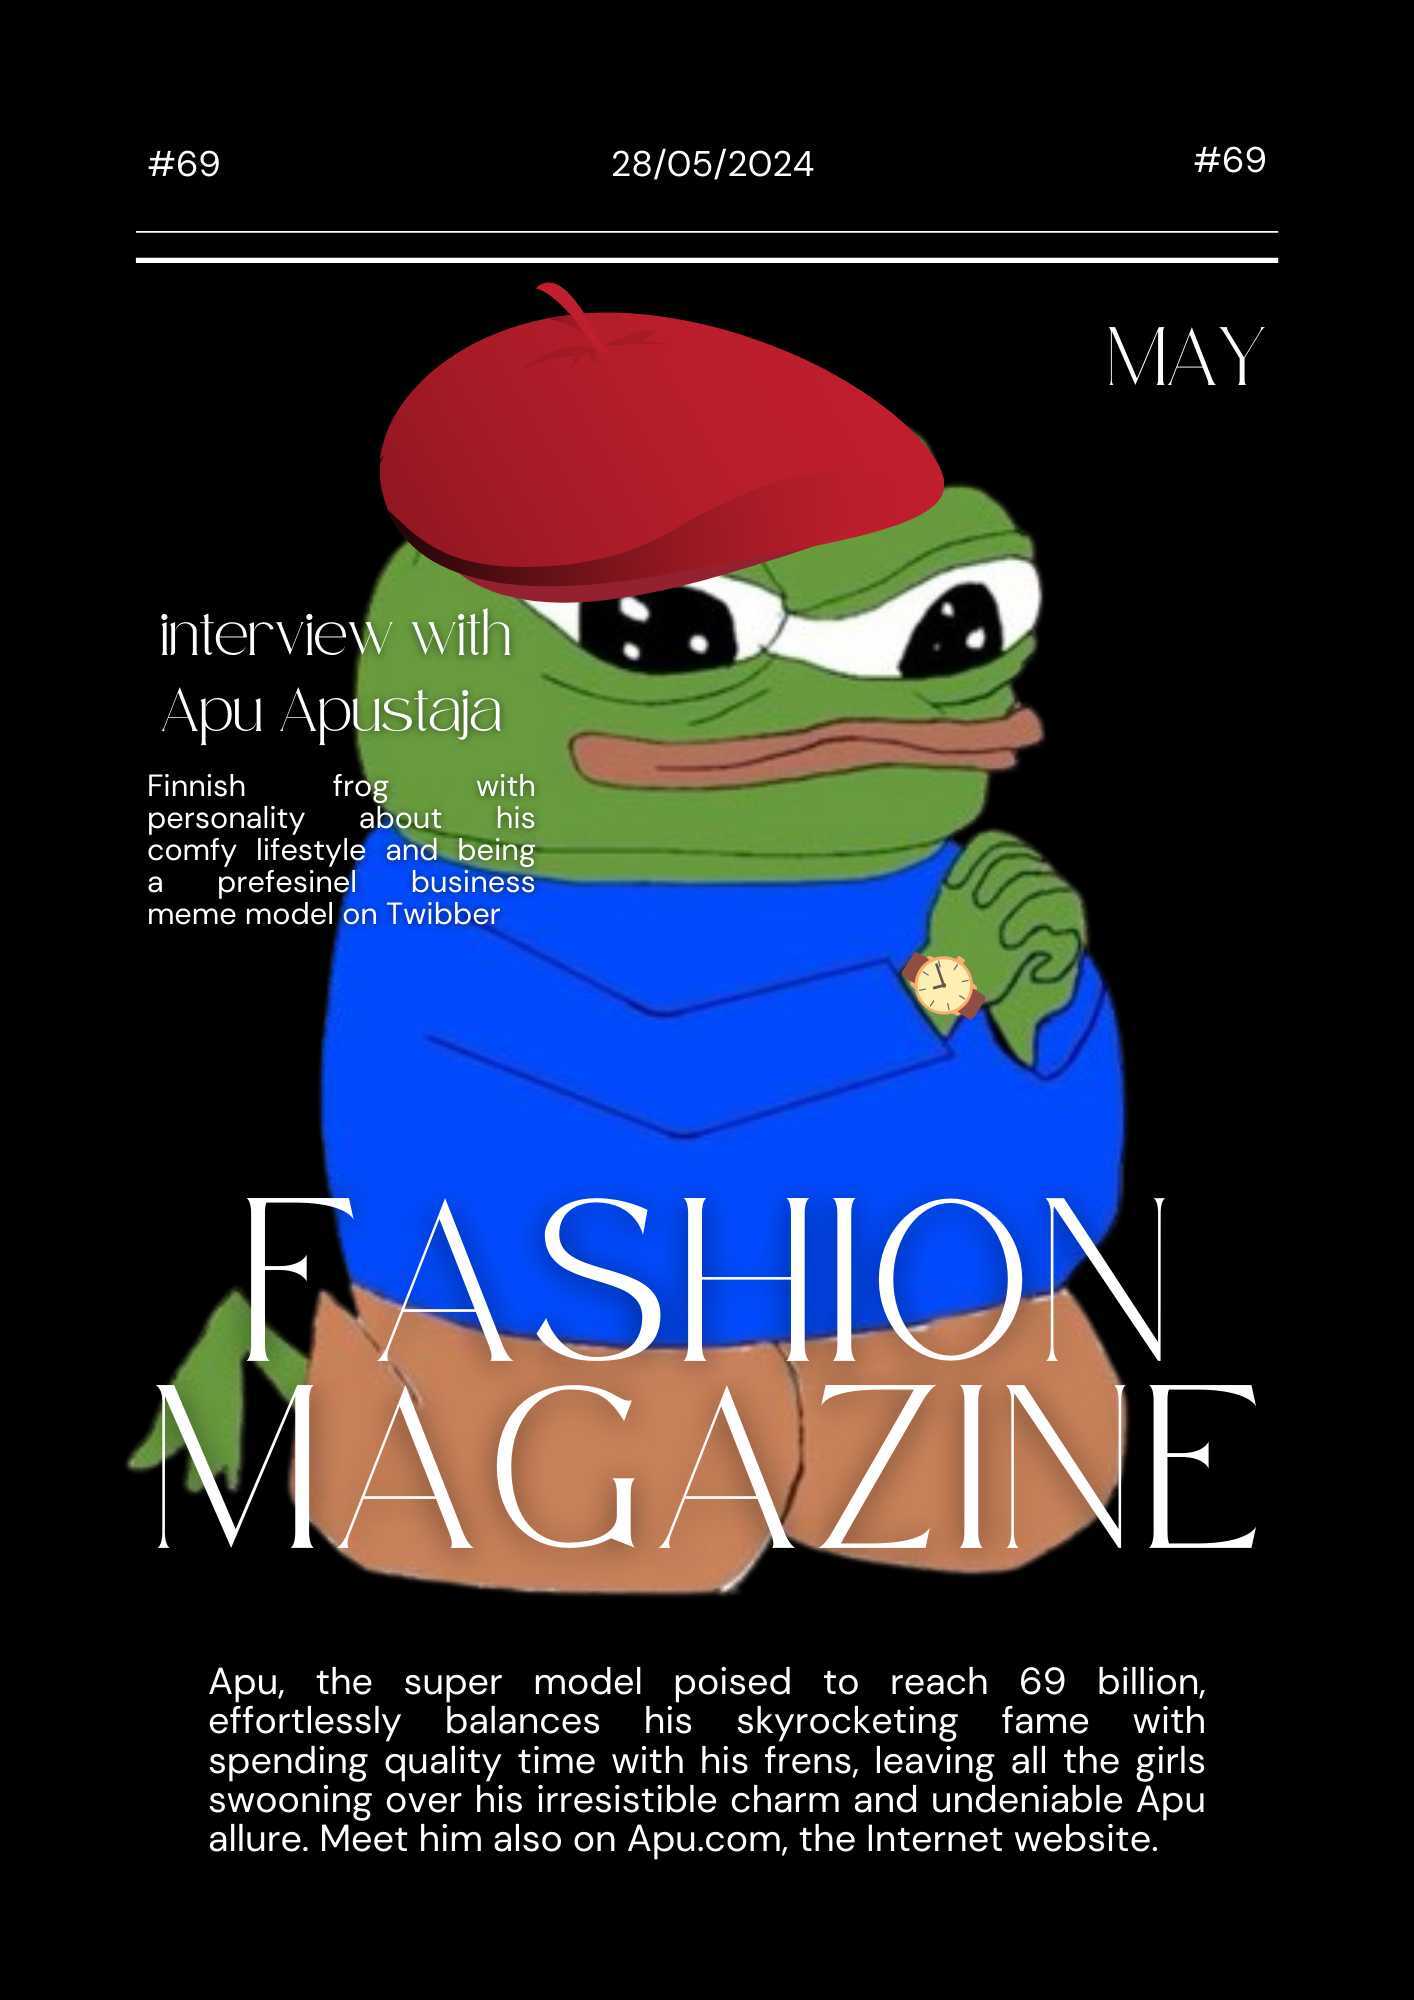 #69
28/05/2024
#69
MAY
interview with
Apu Apustaja
Finnish frog with
personality about his
comfy lifestyle and being
a prefesinel business
meme model on Twibber
FASHION
MAGAZINE
Apu, the super model poised to reach 69 billion,
effortlessly balances his skyrocketing fame with
spending quality time with his frens, leaving all the girls
swooning over his irresistible charm and undeniable Apu
allure. Meet him also on Apu.com, the Internet website.